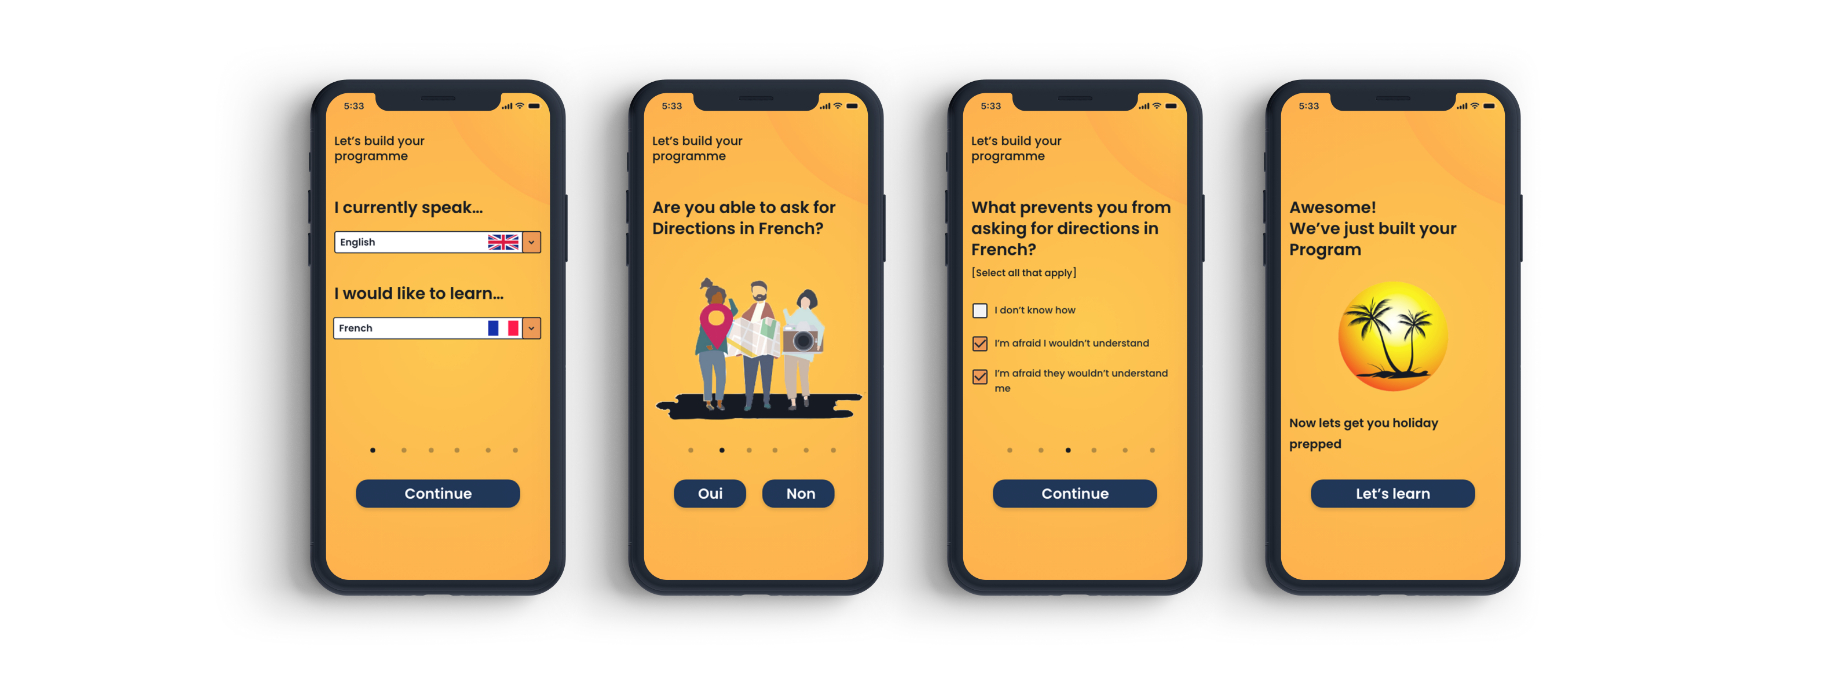 5:33
Let's build your
programme
I currently speak...
English
I would like to learn...
French
Continue
5:33
Let's build your
programme
Are you able to ask for
Directions in French?
Oui
Non
5:33
Let's build your
programme
What prevents you from
asking for directions in
French?
[Select all that apply]
I don't know how
I'm afraid I wouldn't understand
I'm afraid they wouldn't understand
me
Continue
5:33
Awesome!
We've just built your
Program
Now lets get you holiday
prepped
Let's learn